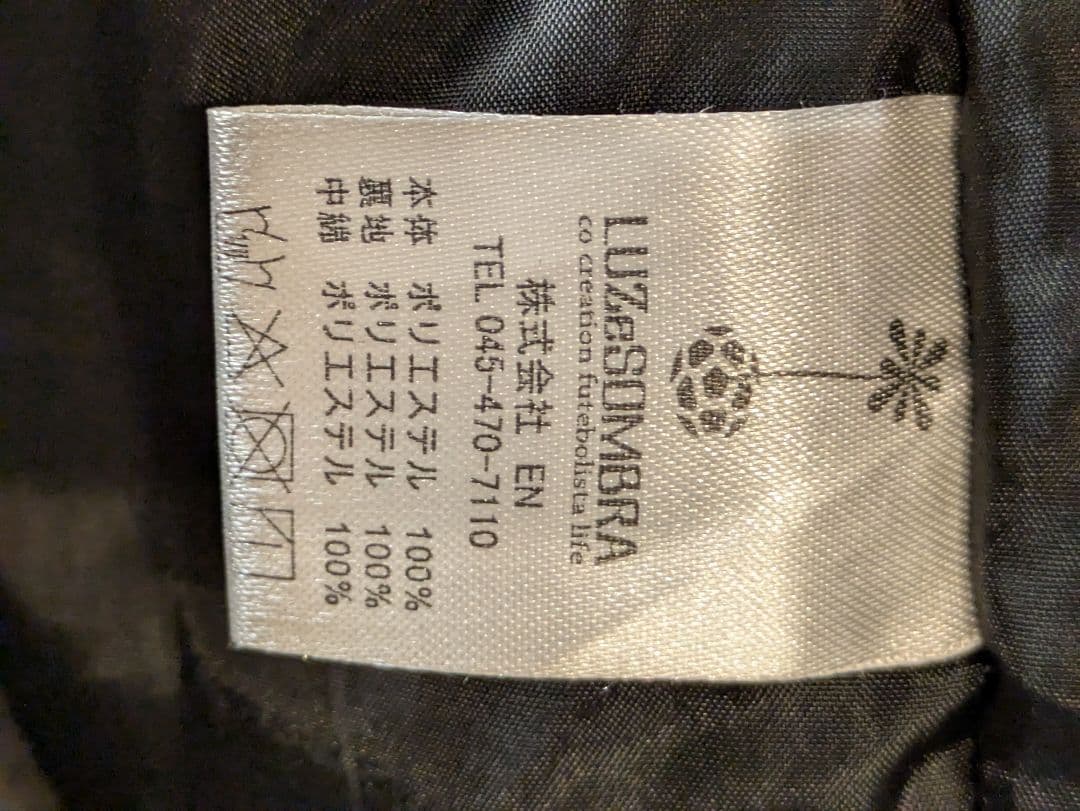 LUZeSOMBRA
co creation futebolista life
株式会社 EN
TEL 045-470-7110
本体 ポリエステル 100%
裏地 ポリエステル 100%
中綿 ポリエステル 100%